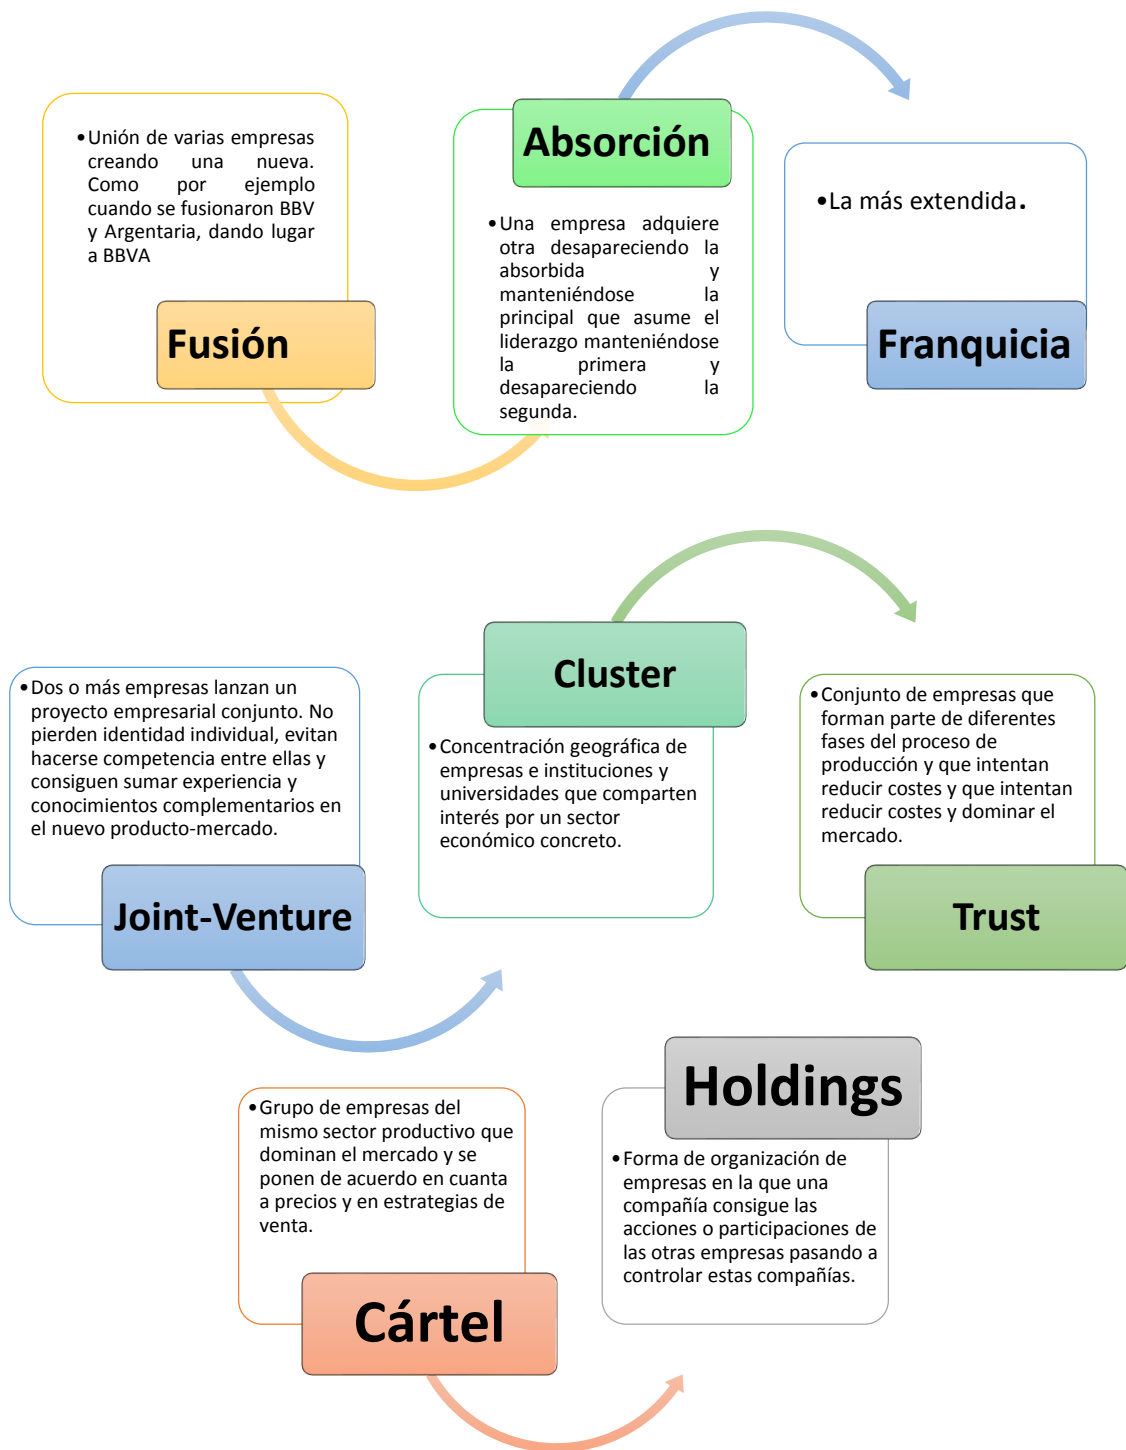 •Unión de varias empresas
creando una nueva.
Como por ejemplo
cuando se fusionaron BBV
y Argentaria, dando lugar
a BBVA
Fusión
Absorción
•Una empresa adquiere
otra desapareciendo la
absorbida y
manteniéndose la
principal que asume el
liderazgo manteniéndose
la primera y
desapareciendo la
segunda.
•La más extendida.
Franquicia
•Dos o más empresas lanzan un
proyecto empresarial conjunto. No
pierden identidad individual, evitan
hacerse competencia entre ellas y
consiguen sumar experiencia y
conocimientos complementarios en
el nuevo producto-mercado.
Joint-Venture
Cluster
•Concentración geográfica de
empresas e instituciones y
universidades que comparten
interés por un sector
económico concreto.
•Conjunto de empresas que
forman parte de diferentes
fases del proceso de
producción y que intentan
reducir costes y que intentan
reducir costes y dominar el
mercado.
Trust
•Grupo de empresas del
mismo sector productivo que
dominan el mercado y se
ponen de acuerdo en cuanta
a precios y en estrategias de
venta.
Cártel
Holdings
•Forma de organización de
empresas en la que una
compañía consigue las
acciones o participaciones de
las otras empresas pasando a
controlar estas compañías.